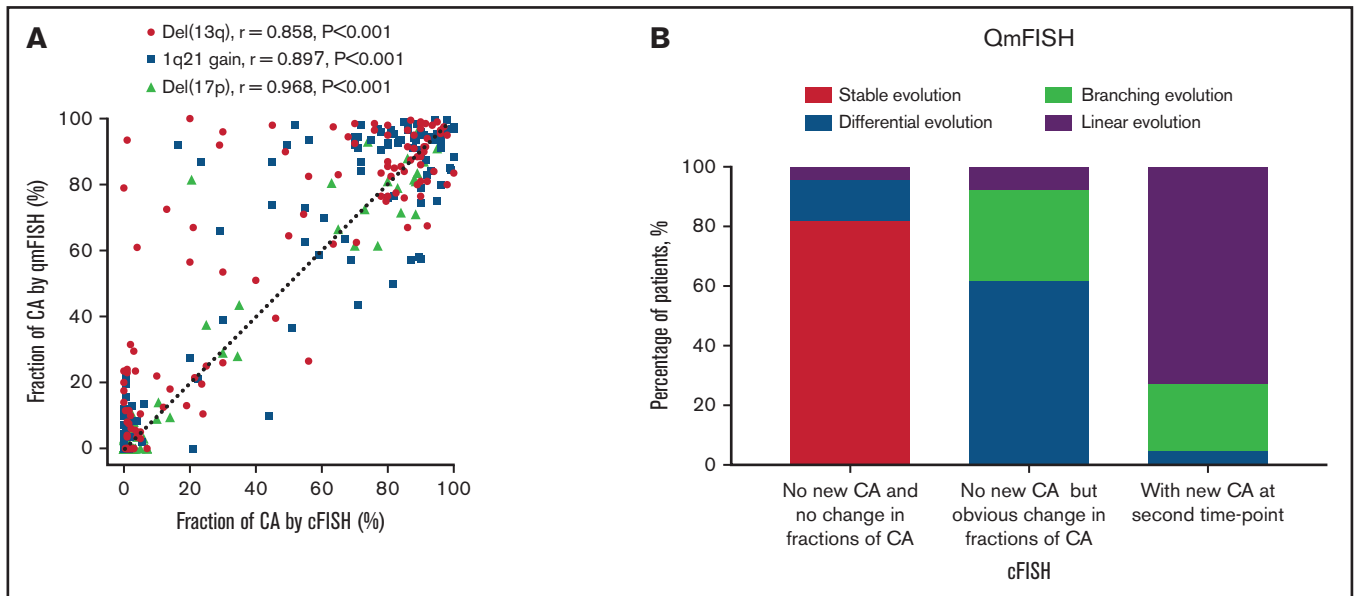 A
Del(13q), r = 0.858, P<0.001
1q21 gain, r = 0.897, P<0.001
Del(17p), r = 0.968, P<0.001
Fraction of CA by qmFISH (%)
100
80
60
40
20
0
0 20 40 60 80 100
Fraction of CA by cFISH (%)
B
QmFISH
Stable evolution
Branching evolution
Differential evolution
Linear evolution
Percentage of patients, %
100
80
60
40
20
0
No new CA and
no change in
fractions of CA
No new CA but
obvious change in
fractions of CA
With new CA at
second time-point
cFISH